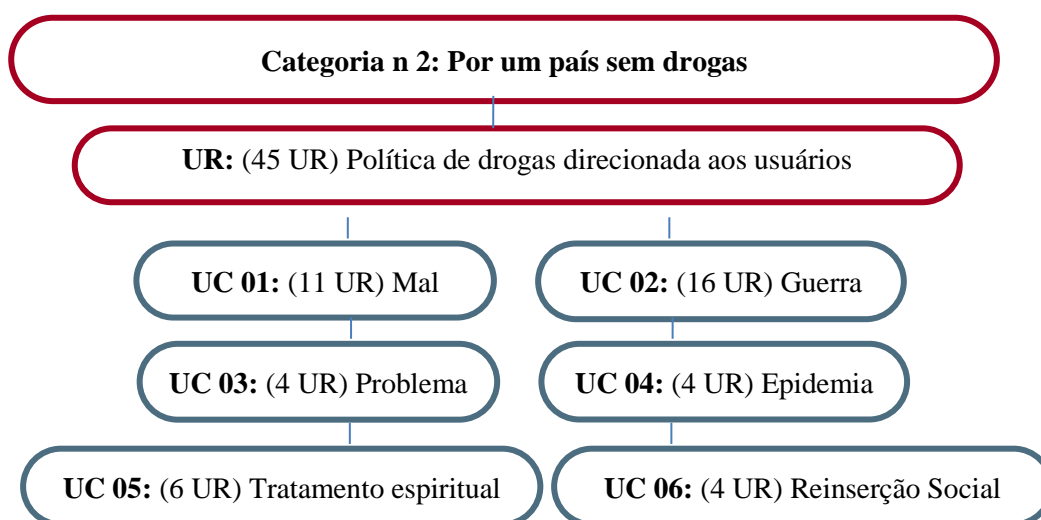 Categoria n 2: Por um país sem drogas
UR: (45 UR) Política de drogas direcionada aos usuários
UC 01: (11 UR) Mal
UC 02: (16 UR) Guerra
UC 03: (4 UR) Problema
UC 04: (4 UR) Epidemia
UC 05: (6 UR) Tratamento espiritual
UC 06: (4 UR) Reinserção Social